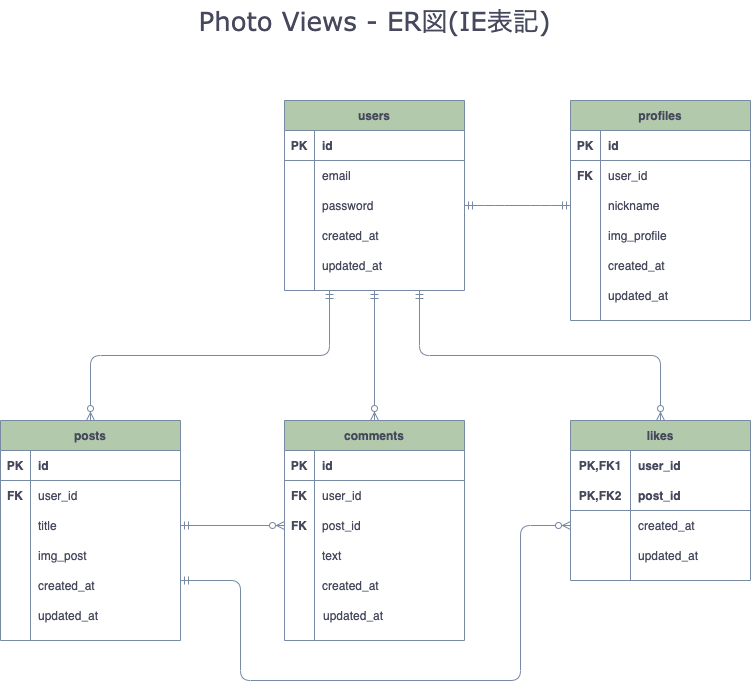 Photo Views - ER図(IE表記)
users
PK id
email
password
created_at
updated_at
profiles
PK id
FK user_id
nickname
img_profile
created_at
updated_at
posts
PK id
FK user_id
title
img_post
created_at
updated_at
comments
PK id
FK user_id
FK post_id
text
created_at
updated_at
likes
PK,FK1 user_id
PK,FK2 post_id
created_at
updated_at